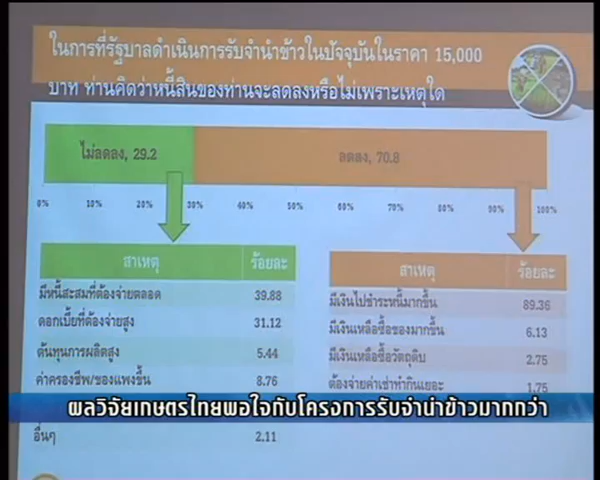 ในการที่รัฐบาลดำเนินการรับจำนำข้าวในปัจจุบันในราคา 15,000
บาท ท่านคิดว่าหนี้สินของท่านจะลดลงหรือไม่เพราะเหตุใด
ไม่ลดลง, 29.2 ลดลง, 70.8
0% 10% 20% 30% 40% 50% 60% 70% 80% 90% 100%
สาเหตุ ร้อยละ
มีหนี้สะสมที่ต้องจ่ายตลอด 39.88
ดอกเบี้ยที่ต้องจ่ายสูง 31.12
ต้นทุนการผลิตสูง 5.44
ค่าครองชีพ/ของแพงขึ้น 8.76
อื่นๆ 2.11
สาเหตุ ร้อยละ
มีเงินไปชำระหนี้มากขึ้น 89.36
มีเงินเหลือซื้อของมากขึ้น 6.13
มีเงินเหลือซื้อวัตถุดิบ 2.75
ต้องจ่ายค่าเช่าทำกินเยอะ 1.75
ผลวิจัยเกษตรไทยพอใจกับโครงการรับจำนำข้าวมากกว่า